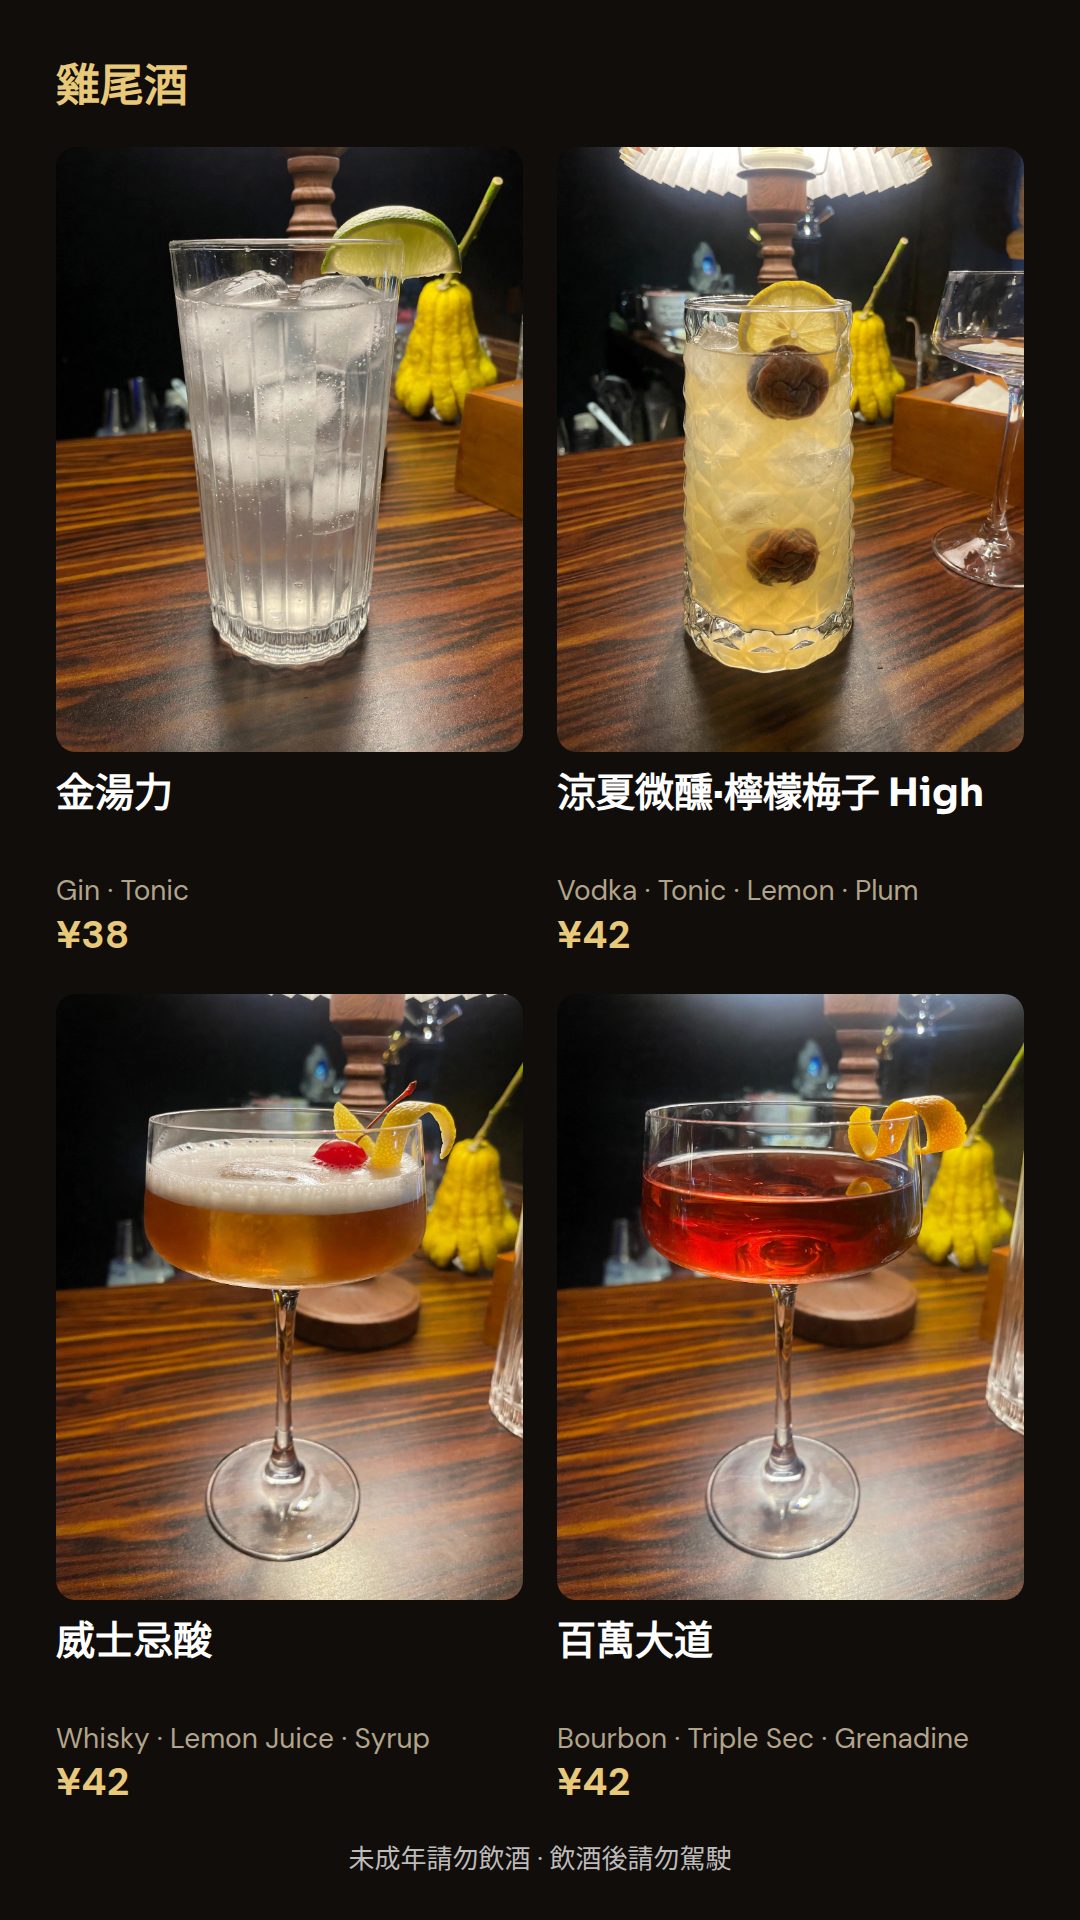 雞尾酒
金湯力
涼夏微醺·檸檬梅子 High
Gin · Tonic
¥38
Vodka · Tonic · Lemon · Plum
¥42
威士忌酸
百萬大道
Whisky · Lemon Juice · Syrup
¥42
Bourbon · Triple Sec · Grenadine
¥42
未成年請勿飲酒 · 飲酒後請勿駕駛